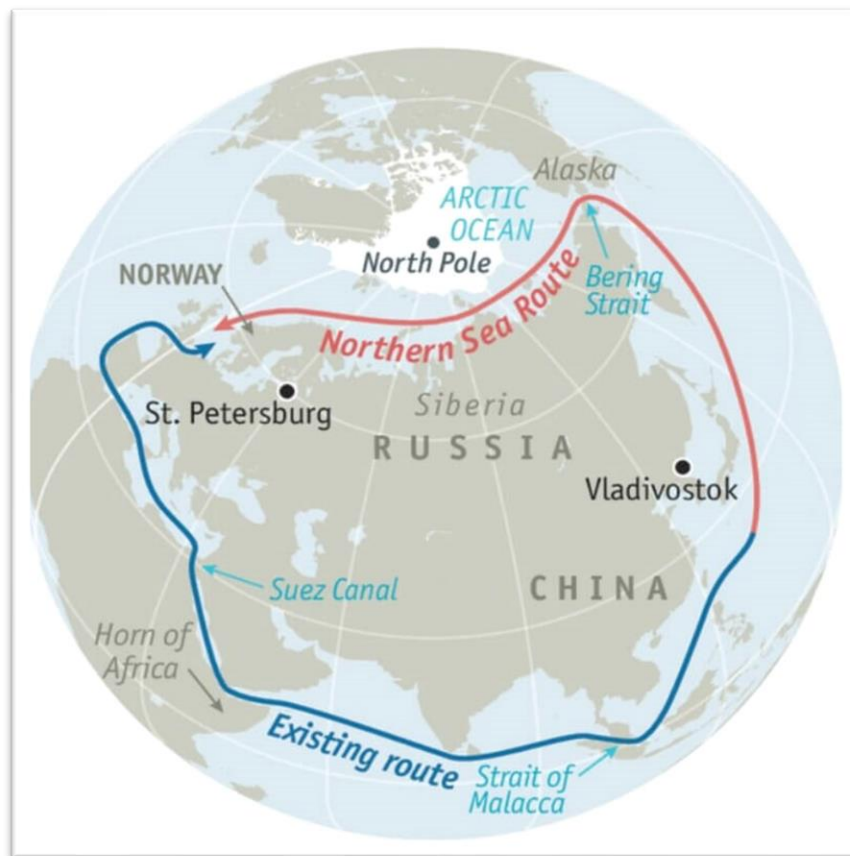 Alaska
ARCTIC
OCEAN
North Pole
NORWAY
Bering
Strait
Northern Sea Route
Siberia
St. Petersburg
RUSSIA
Vladivostok
Suez Canal
CHINA
Horn of
Africa
Existing route
Strait of
Malacca